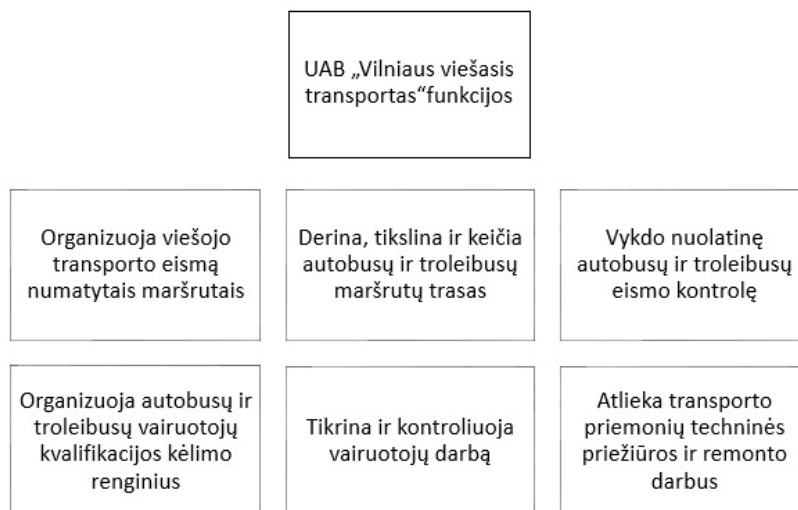 UAB „Vilniaus viešasis
transportas“funkcijos
Organizuoja viešojo
transporto eismą
numatytais maršrutais
Derina, tikslina ir keičia
autobusų ir troleibusų
maršrutų trasas
Vykdo nuolatinę
autobusų ir troleibusų
eismo kontrolę
Organizuoja autobusų ir
troleibusų vairuotojų
kvalifikacijos kėlimo
renginius
Tikrina ir kontroliuoja
vairuotojų darbą
Atlieka transporto
priemonių techninės
priežiūros ir remonto
darbus